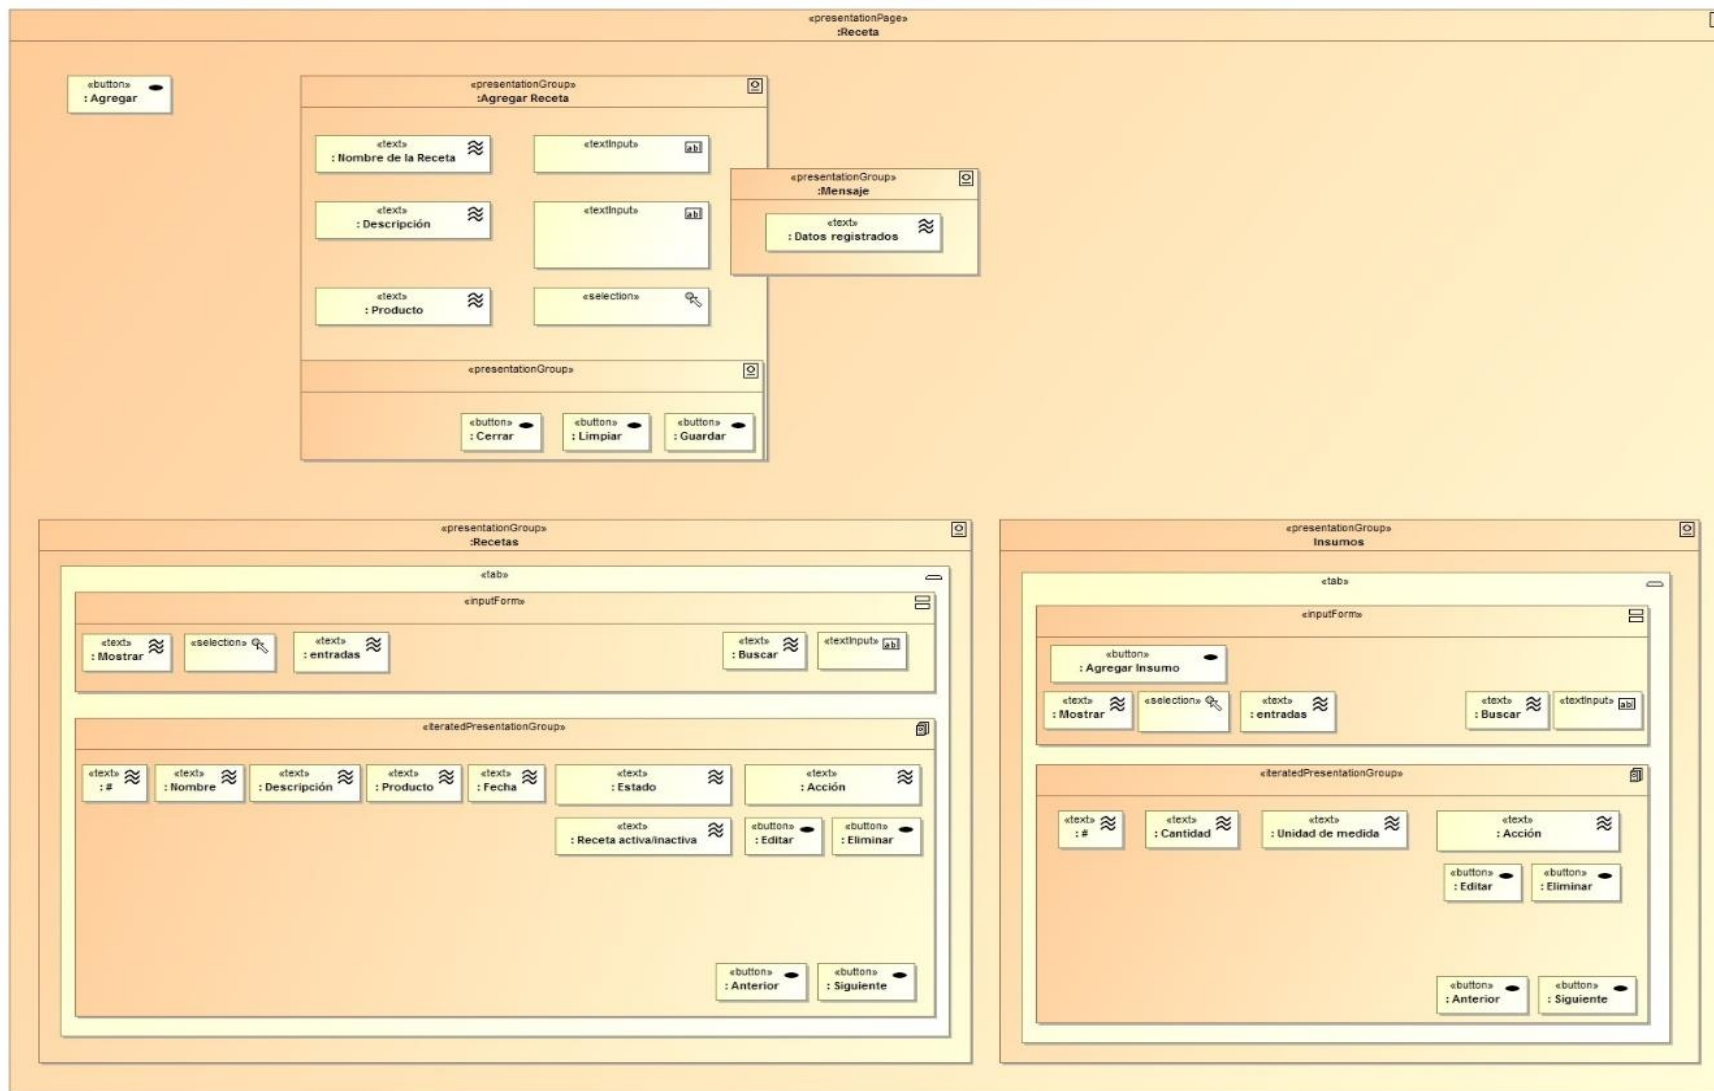 «presentationPage»
:Receta
«button»
: Agregar
«presentationGroup»
:Agregar Receta
«text»
: Nombre de la Receta
«textInput»
ab
«text»
: Descripción
«textInput»
ab
«text»
: Producto
«selection»
«presentationGroup»
«button»
: Cerrar
«button»
: Limpiar
«button»
: Guardar
«presentationGroup»
:Mensaje
«text»
: Datos registrados
«presentationGroup»
:Recetas
«tab»
«inputForm»
«text»
: Mostrar
«selection»
«text»
: entradas
«text»
: Buscar
«textInput»
ab
«iteratedPresentationGroup»
«text»
: #
«text»
: Nombre
«text»
: Descripción
«text»
: Producto
«text»
: Fecha
«text»
: Estado
«text»
: Acción
«text»
: Receta activa/inactiva
«button»
: Editar
«button»
: Eliminar
«button»
: Anterior
«button»
: Siguiente
«presentationGroup»
Insumos
«tab»
«inputForm»
«button»
: Agregar Insumo
«text»
: Mostrar
«selection»
«text»
: entradas
«text»
: Buscar
«textInput»
ab
«iteratedPresentationGroup»
«text»
: #
«text»
: Cantidad
«text»
: Unidad de medida
«text»
: Acción
«button»
: Editar
«button»
: Eliminar
«button»
: Anterior
«button»
: Siguiente